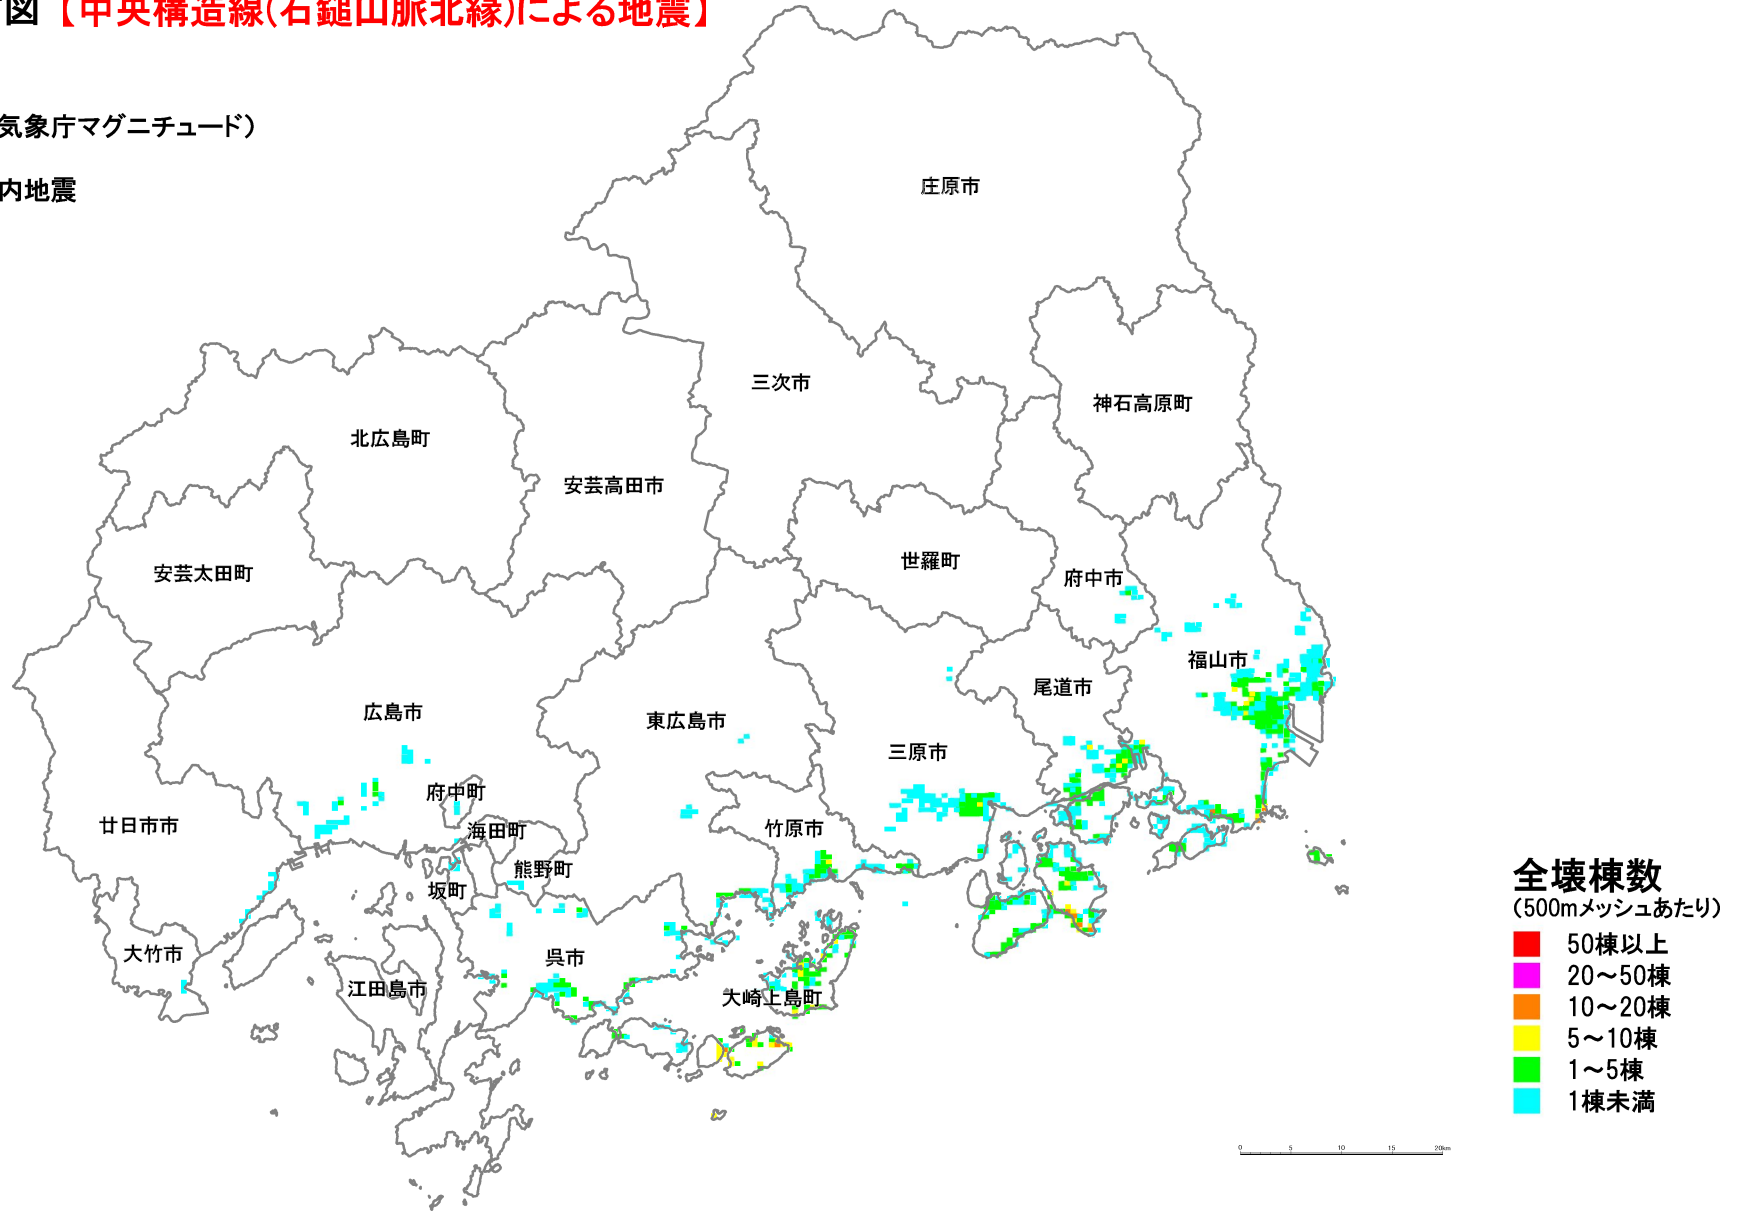 図【中央構造線(石鎚山脈北縁)による地震】
気象庁マグニチュード）
内地震
庄原市
三次市
神石高原町
北広島町
安芸高田市
世羅町
安芸太田町
府中市
福山市
尾道市
広島市
東広島市
三原市
府中町
廿日市市
海田町
竹原市
熊野町
坂町
大竹市
呉市
江田島市
大崎上島町
全壊棟数
（500mメッシュあたり）
50棟以上
20～50棟
10～20棟
5～10棟
1～5棟
1棟未満
0 5 10 15 20km